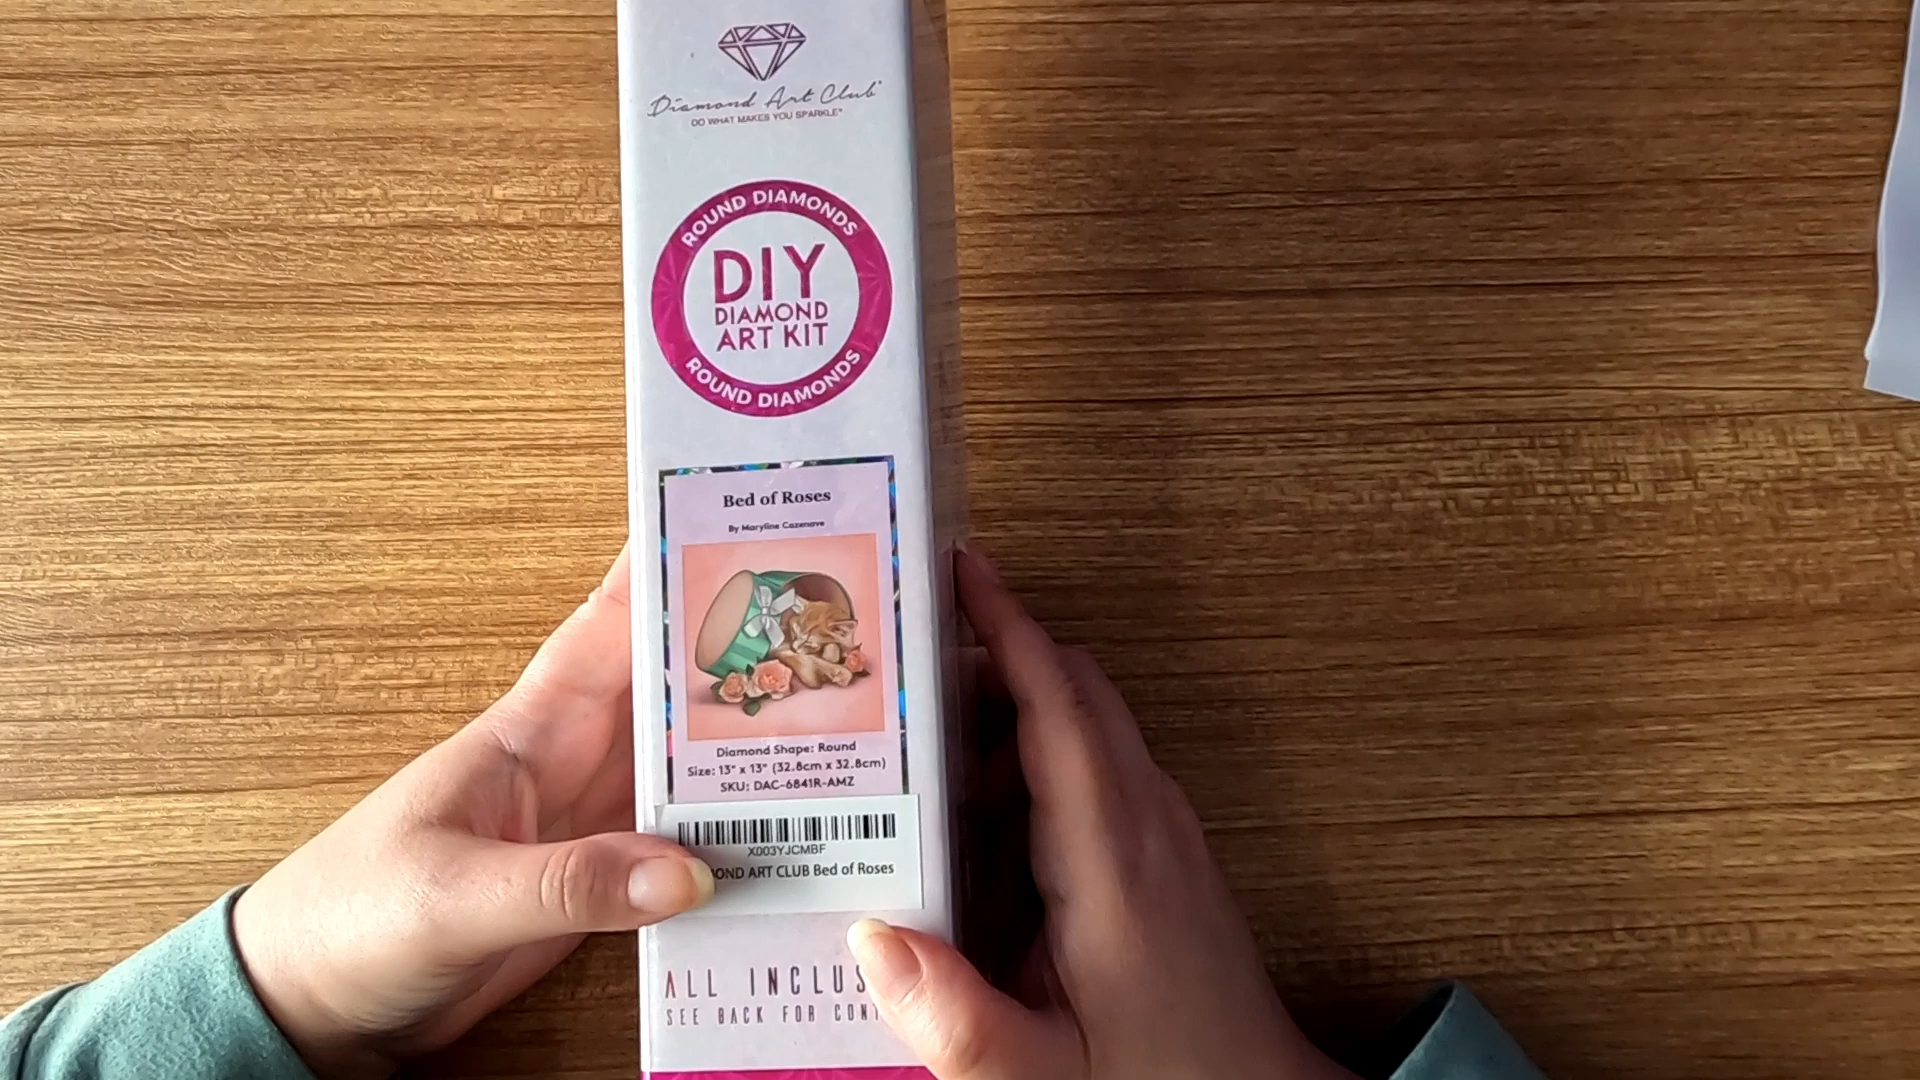 Diamond Art Club®
DO WHAT MAKES YOU SPARKLE®
ROUND DIAMONDS
DIY
DIAMOND
ART KIT
ROUND DIAMONDS
Bed of Roses
By Maryline Cazenave
Diamond Shape: Round
Size: 13" x 13" (32.8cm x 32.8cm)
SKU: DAC-6841R-AMZ
X003YJCMBF
OND ART CLUB Bed of Roses
ALL INCLUS
SEE BACK FOR CONT